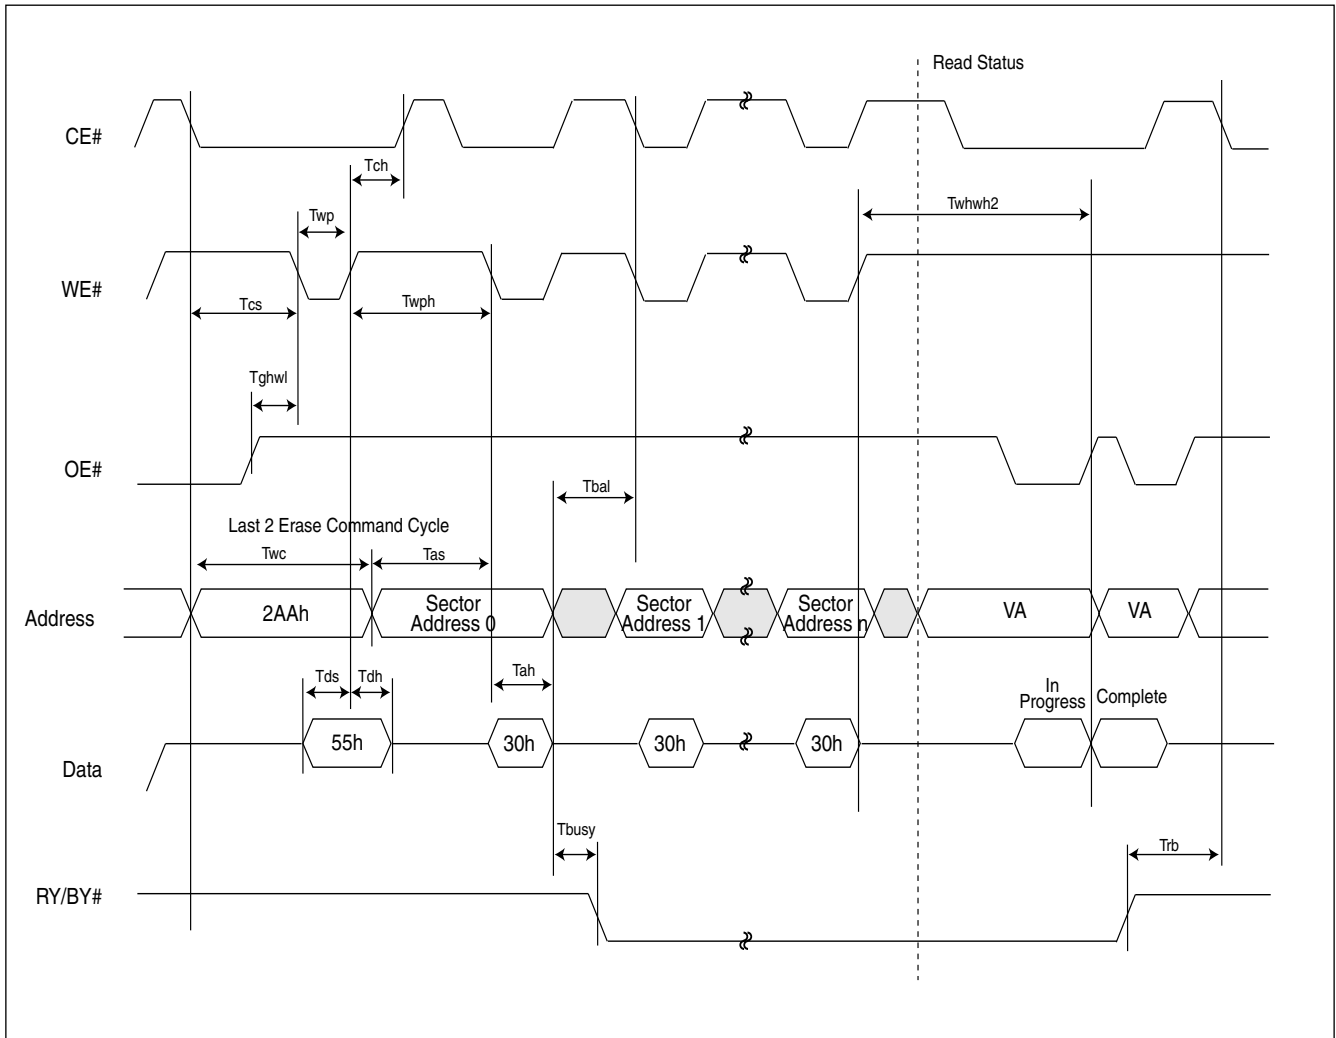 Read Status
CE#
Tch
Twhwh2
Twp
WE#
Tcs
Twph
Tghwl
OE#
Tbal
Last 2 Erase Command Cycle
Twc
Tas
Address
2AAh
Sector
Address 0
Sector
Address 1
Sector
Address n
VA
VA
Tds
Tdh
Tah
In
Progress
Complete
Data
55h
30h
30h
30h
Tbusy
Trb
RY/BY#